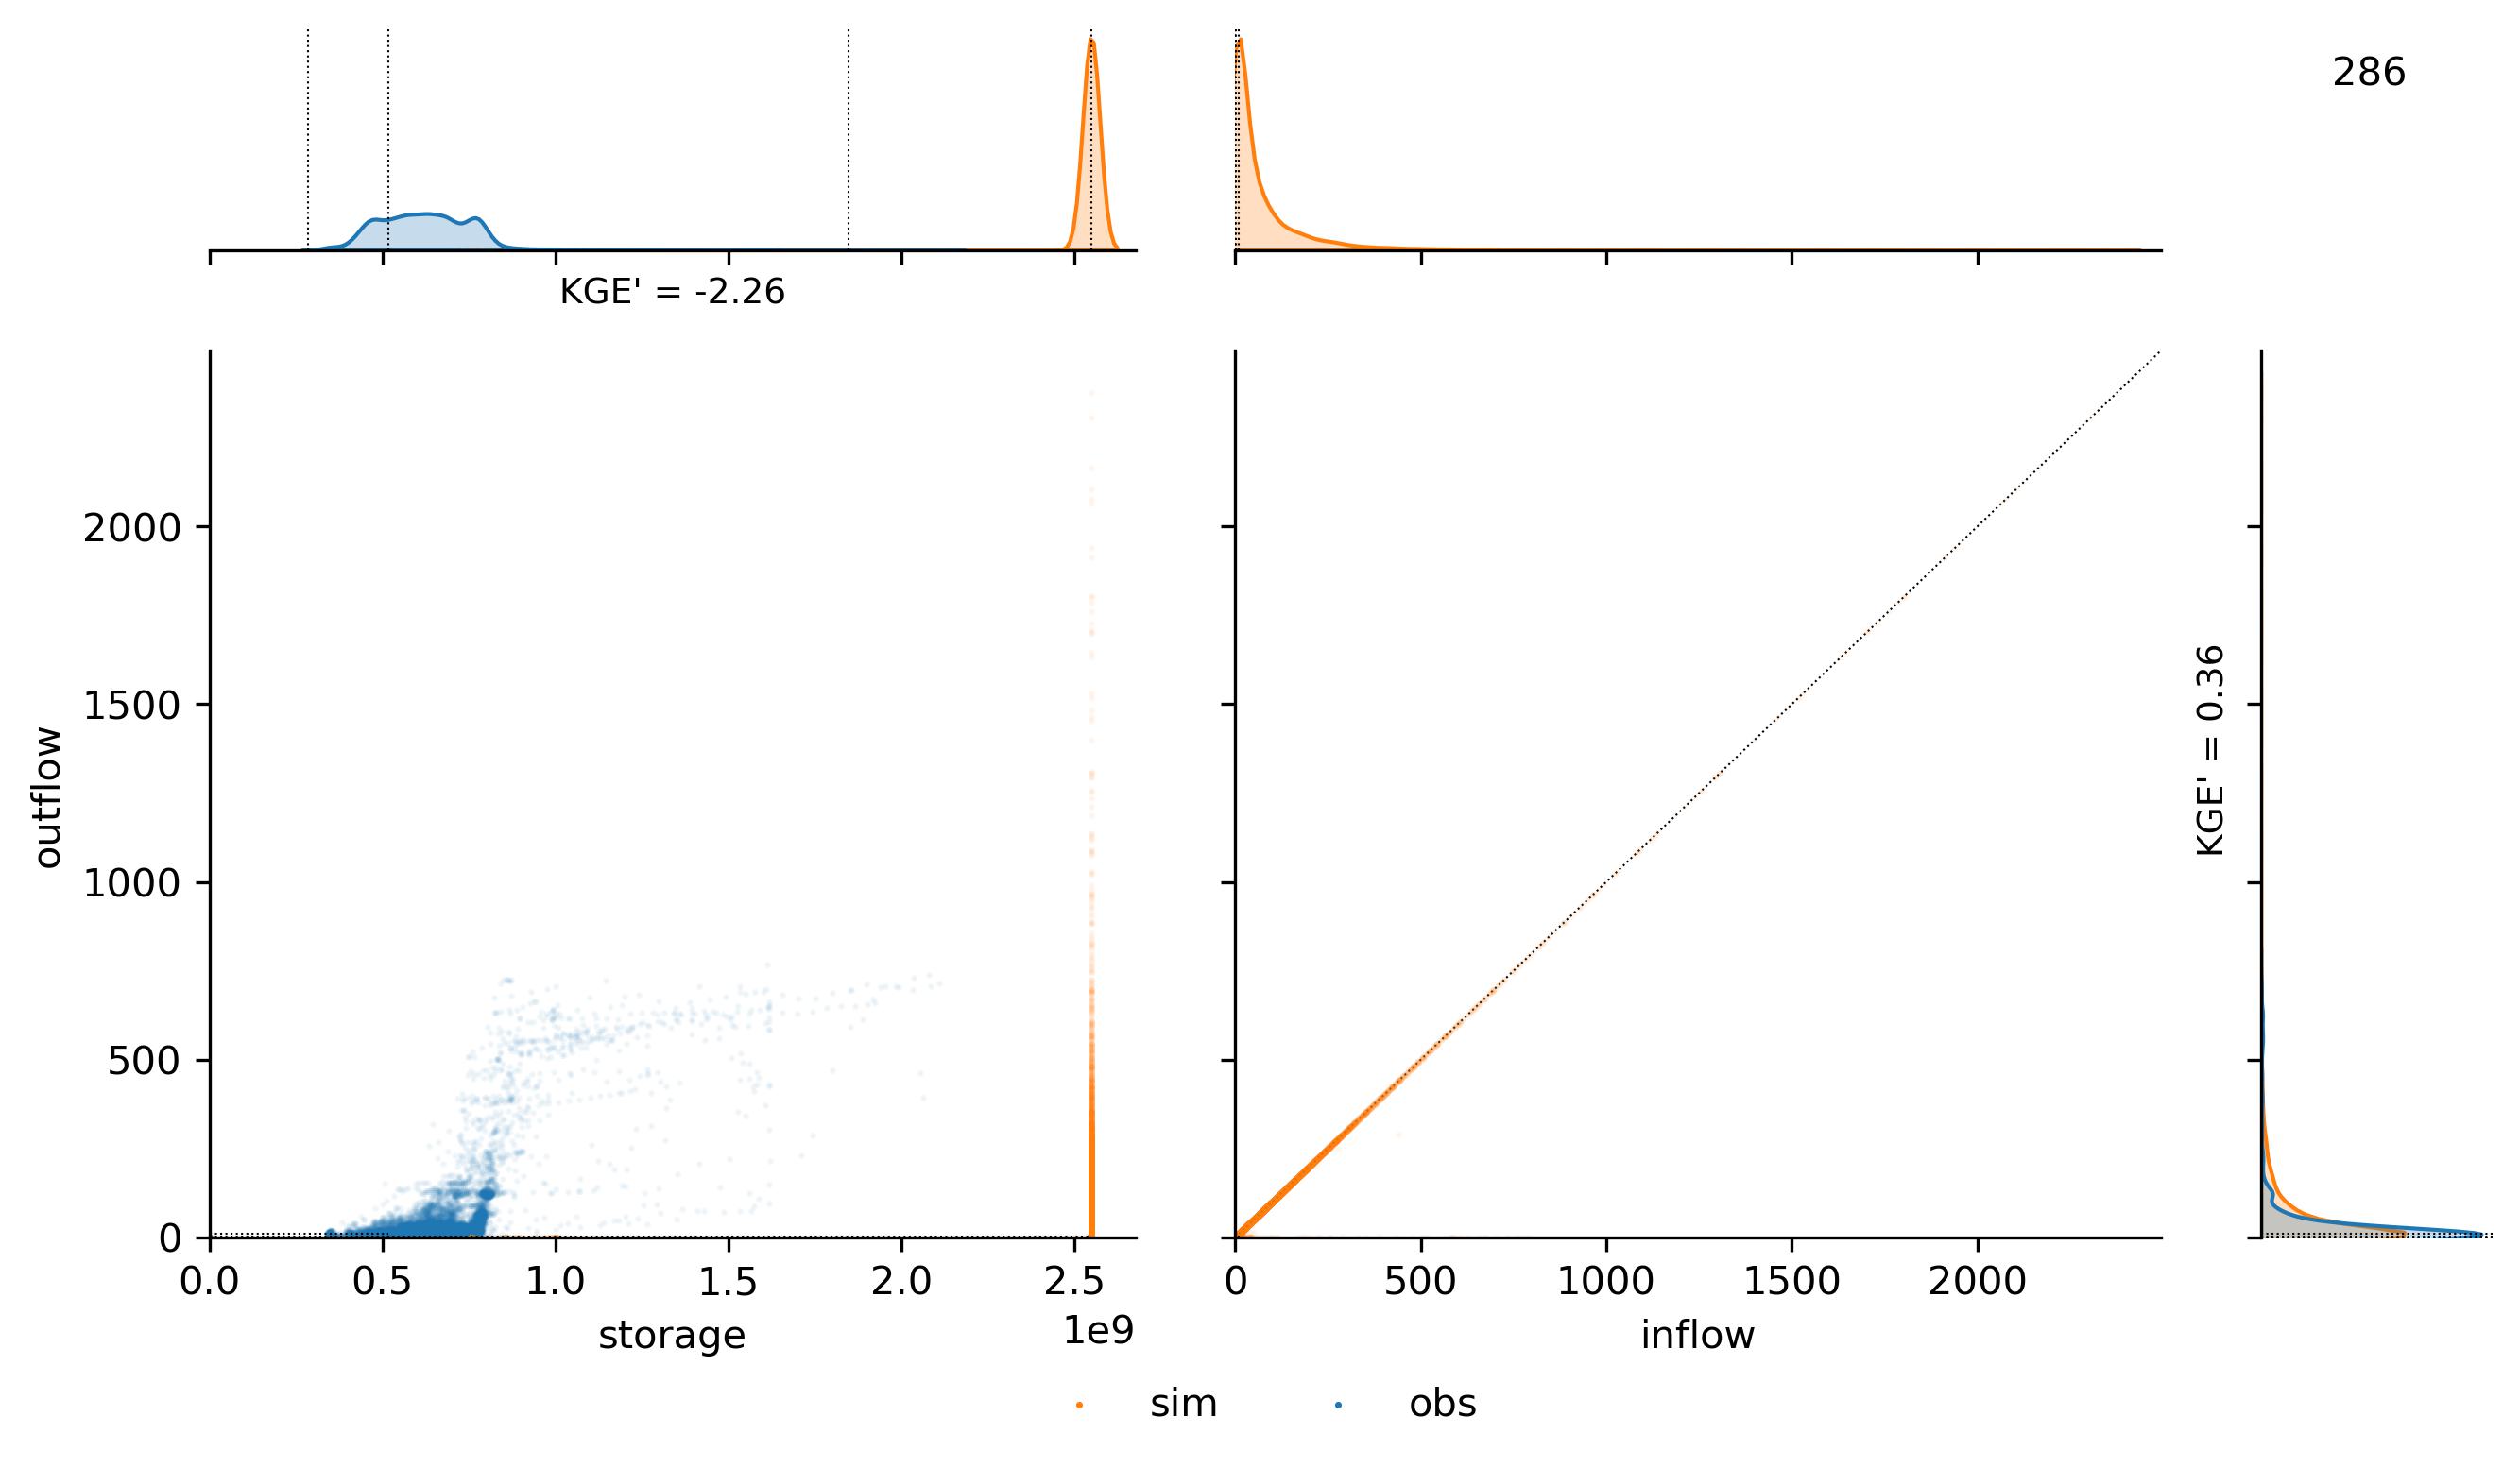 286
KGE' = -2.26
outflow
2000
1500
1000
500
0
0.0 0.5 1.0 1.5 2.0 2.5
1e9
storage
KGE' = 0.36
0 500 1000 1500 2000
inflow
sim obs